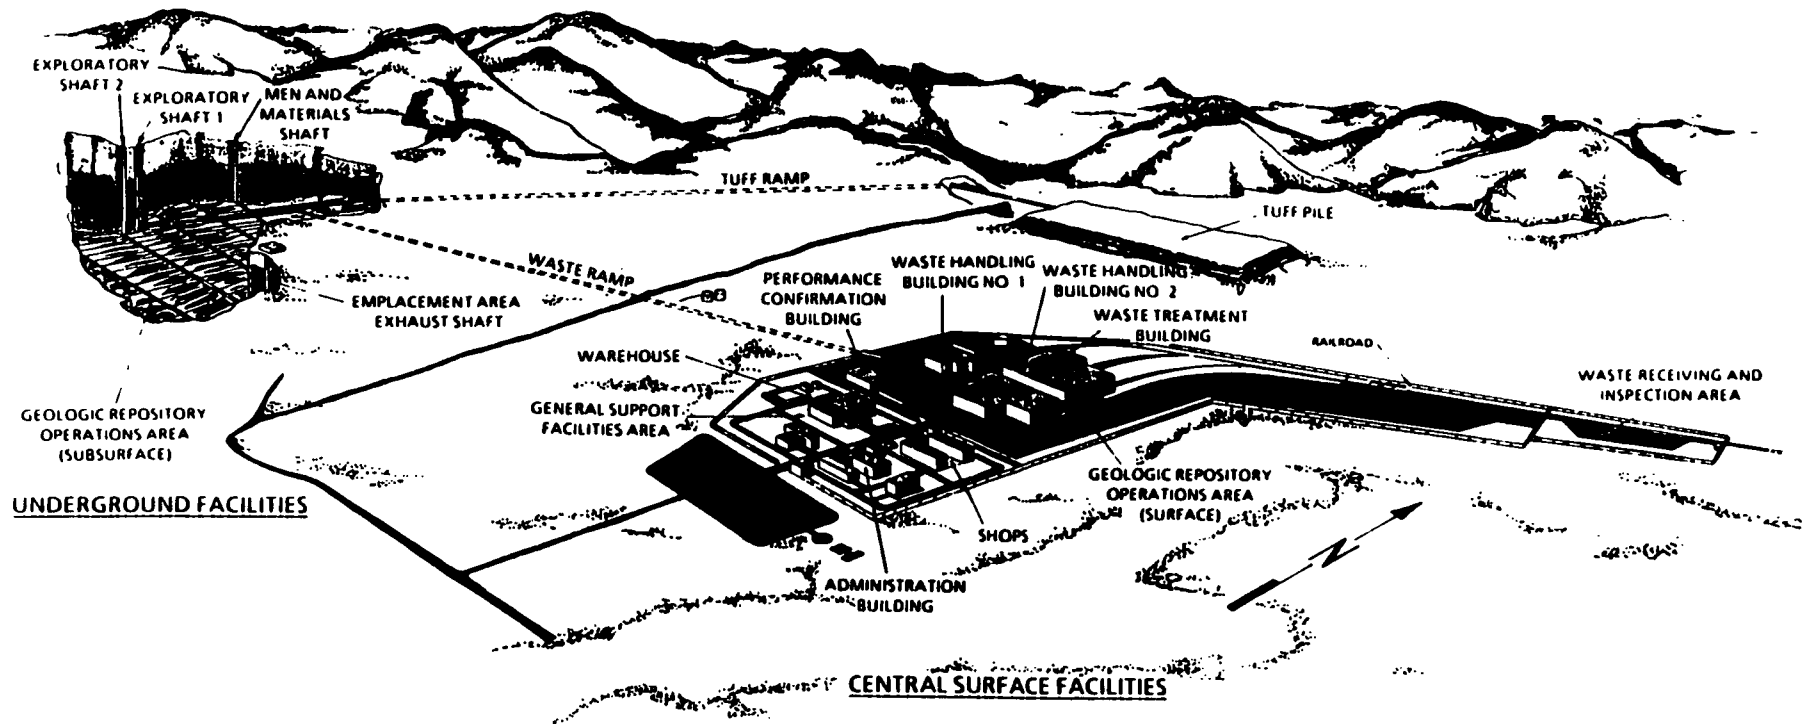 EXPLORATORY
SHAFT 2
EXPLORATORY
SHAFT 1
MEN AND
MATERIALS
SHAFT
TUFF RAMP
TUFF PILE
WASTE RAMP
EMPLACEMENT AREA
EXHAUST SHAFT
PERFORMANCE
CONFIRMATION
BUILDING
WASTE HANDLING
BUILDING NO 1
WASTE HANDLING
BUILDING NO 2
WASTE TREATMENT
BUILDING
RAILROAD
WASTE RECEIVING AND
INSPECTION AREA
WAREHOUSE
GENERAL SUPPORT
FACILITIES AREA
GEOLOGIC REPOSITORY
OPERATIONS AREA
(SUBSURFACE)
UNDERGROUND FACILITIES
GEOLOGIC REPOSITORY
OPERATIONS AREA
(SURFACE)
SHOPS
N
ADMINISTRATION
BUILDING
CENTRAL SURFACE FACILITIES